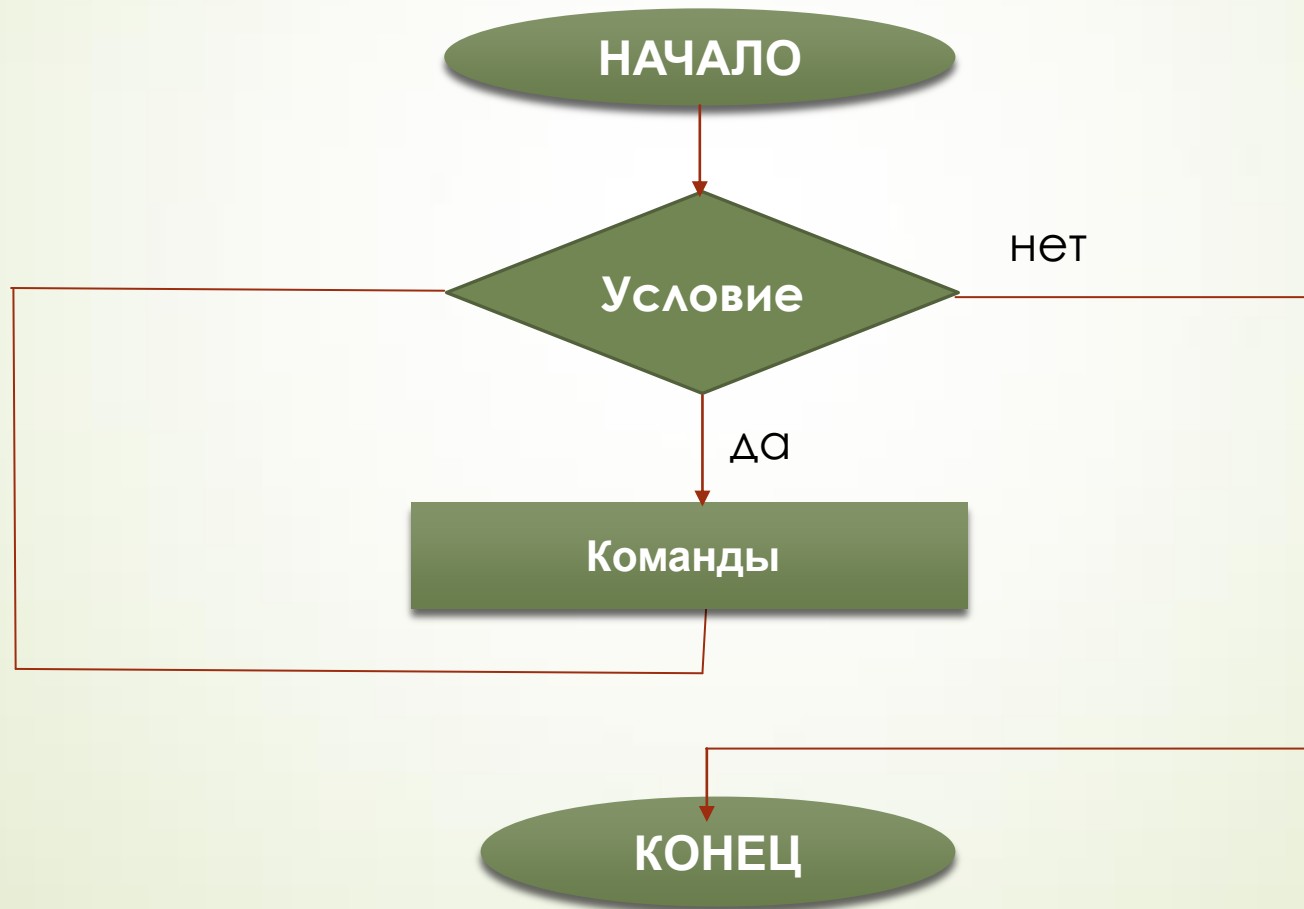 НАЧАЛО
нет
Условие
да
Команды
КОНЕЦ